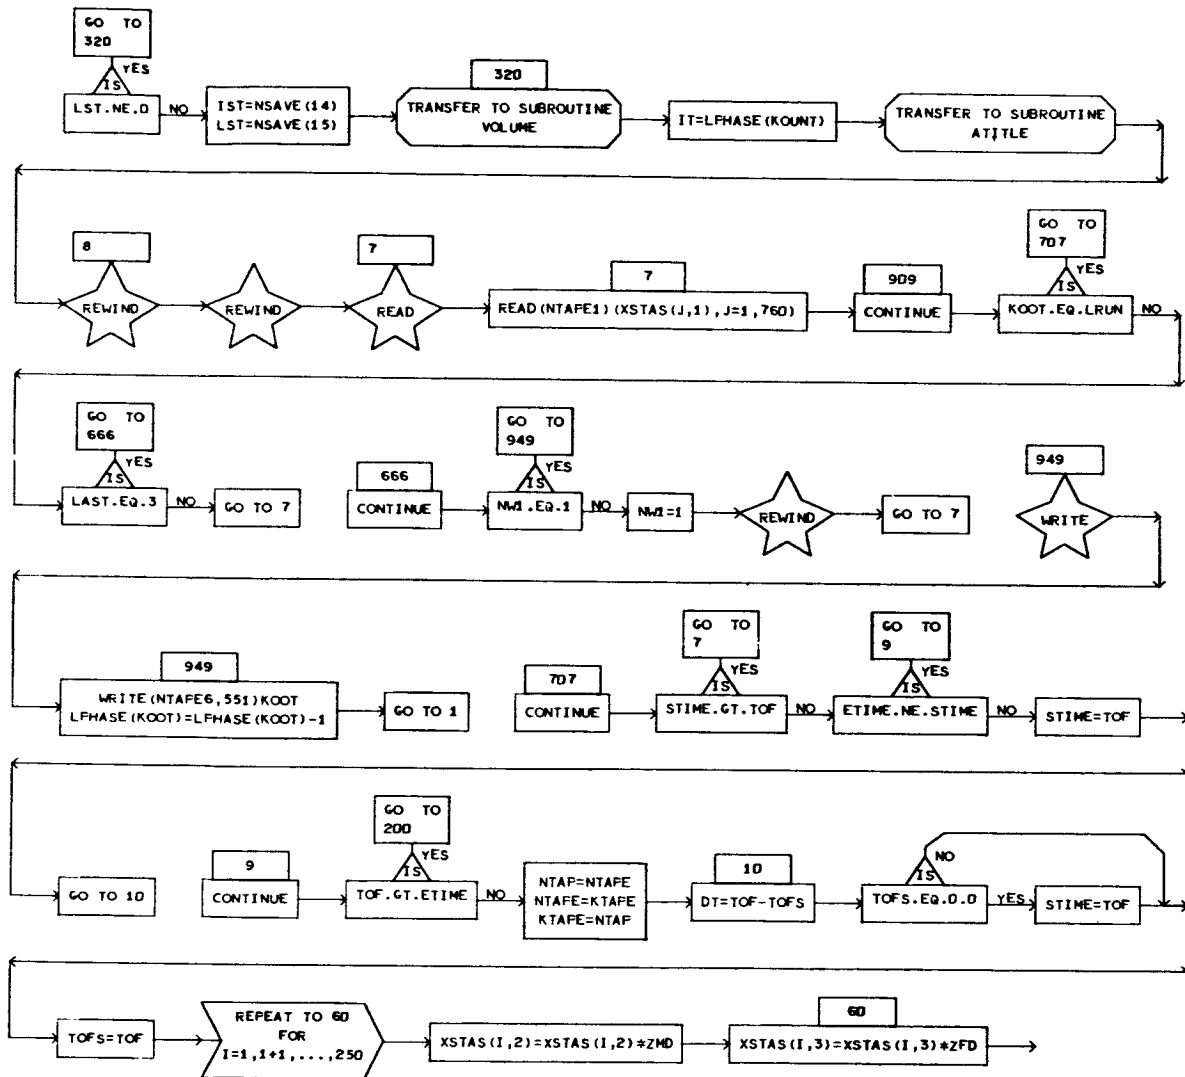 GO TO
320
YES
IS
LST.NE.0
NO
IST=NSAVE(14)
LST=NSAVE(15)
320
TRANSFER TO SUBROUTINE
VOLUME
IT=LFHASE(KOUNT)
TRANSFER TO SUBROUTINE
ATITLE
8
REWIND
REWIND
7
READ
7
READ(NTAPE1)(XSTAS(J,1),J=1,760)
909
CONTINUE
GO TO
707
YES
IS
KOOT.EQ.LRUN
NO
GO TO
666
YES
IS
LAST.EQ.3
NO
GO TO 7
666
CONTINUE
GO TO
949
YES
IS
NW1.EQ.1
NO
NW1=1
REWIND
GO TO 7
949
WRITE
949
WRITE(NTAPE6,551)KOOT
LFHASE(KOOT)=LFHASE(KOOT)-1
GO TO 1
707
CONTINUE
GO TO
7
YES
IS
STIME.GT.TOF
NO
GO TO
9
YES
IS
ETIME.NE.STIME
NO
STIME=TOF
GO TO 10
9
CONTINUE
GO TO
200
YES
IS
TOF.GT.ETIME
NO
NTAP=NTAPE
NTAPE=KTAPE
KTAPE=NTAP
10
DT=TOF-TOFS
NO
IS
TOFS.EQ.0.0
YES
STIME=TOF
TOFS=TOF
REPEAT TO 60
FOR
I=1,1+1,...,250
XSTAS(I,2)=XSTAS(I,2)*ZMD
60
XSTAS(I,3)=XSTAS(I,3)*ZFD